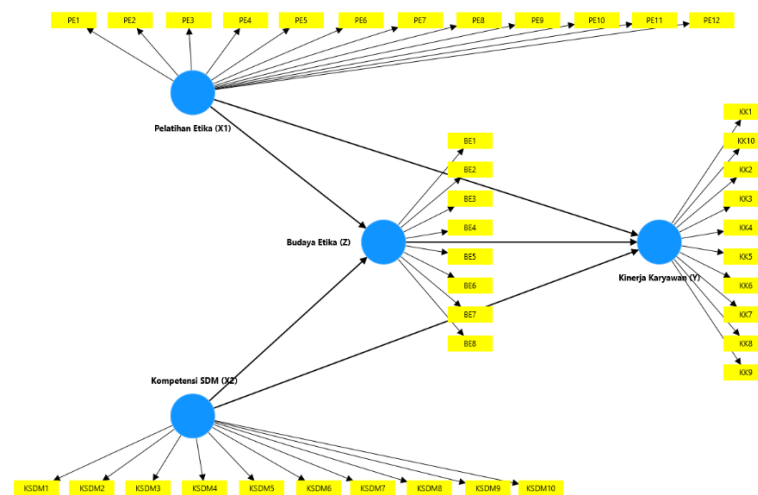 PE1 PE2 PE3 PE4 PE5 PE6 PE7 PE8 PE9 PE10 PE11 PE12
Pelatihan Etika (X1)
BE1
BE2
BE3
BE4
BE5
BE6
BE7
BE8
Budaya Etika (Z)
KK1
KK10
KK2
KK3
KK4
KK5
KK6
KK7
KK8
KK9
Kinerja Karyawan (Y)
Kompetensi SDM (X2)
KSDM1 KSDM2 KSDM3 KSDM4 KSDM5 KSDM6 KSDM7 KSDM8 KSDM9 KSDM10